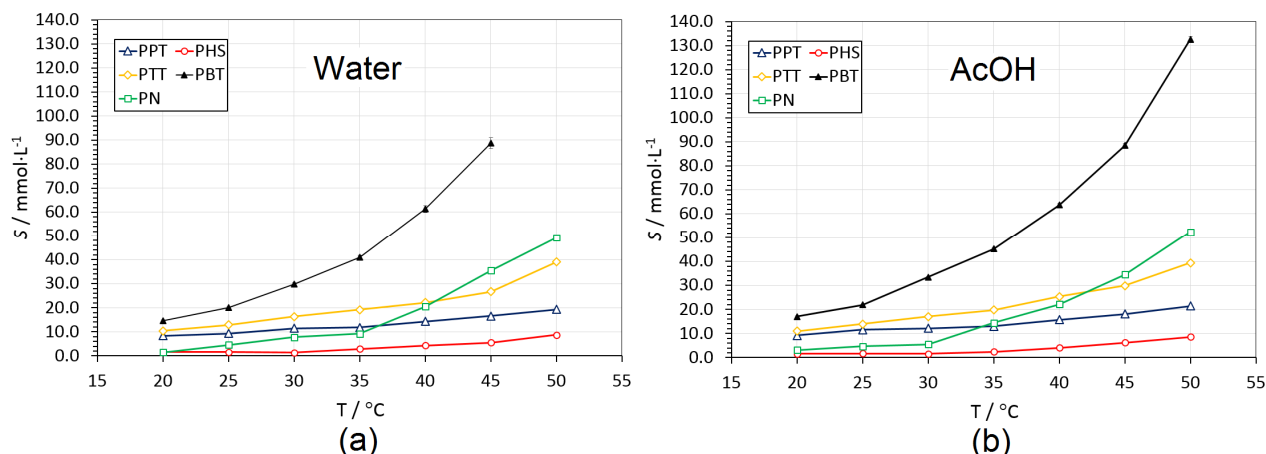 140.0
130.0
120.0
110.0
100.0
90.0
80.0
70.0
60.0
50.0
40.0
30.0
20.0
10.0
0.0
S / mmol·L⁻¹
PPT PHS
PTT PBT
PN
Water
15 20 25 30 35 40 45 50 55
T / °C
(a)
140.0
130.0
120.0
110.0
100.0
90.0
80.0
70.0
60.0
50.0
40.0
30.0
20.0
10.0
0.0
S / mmol·L⁻¹
PPT PHS
PTT PBT
PN
AcOH
15 20 25 30 35 40 45 50 55
T / °C
(b)